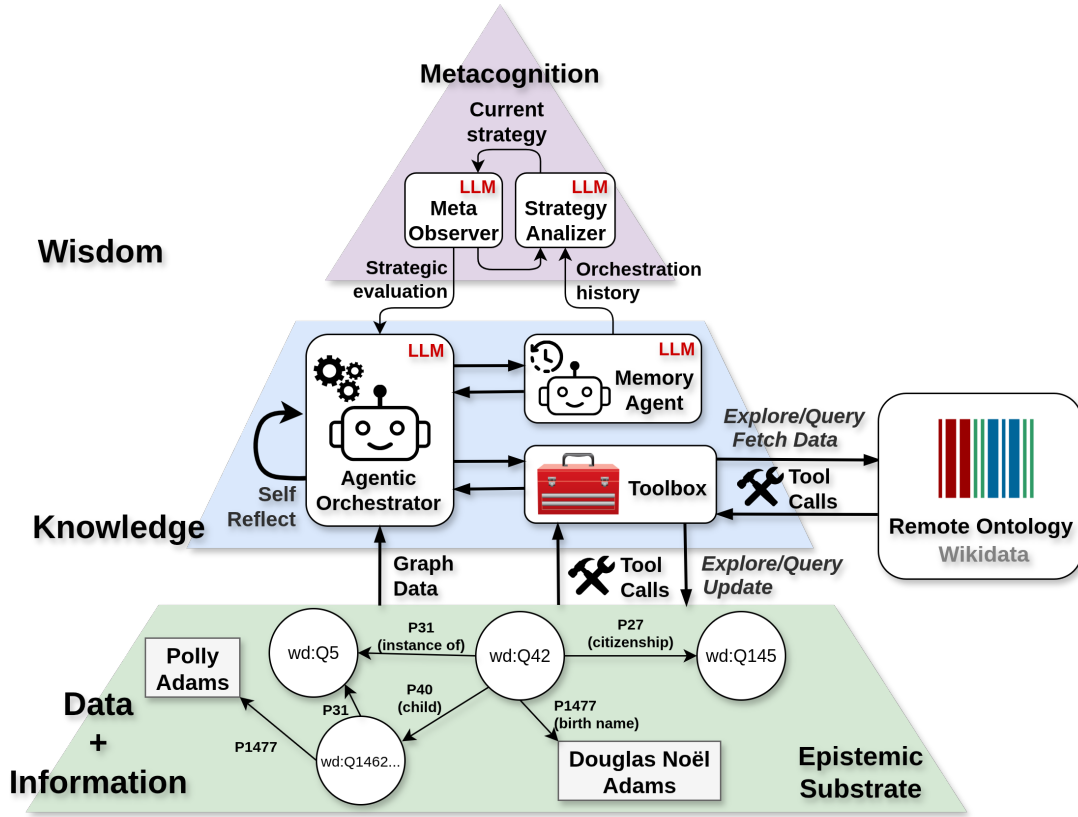 Metacognition
Current
strategy
LLM
Meta
Observer
LLM
Strategy
Analizer
Wisdom
Strategic
evaluation
Orchestration
history
LLM
Agentic
Orchestrator
LLM
Memory
Agent
Self
Reflect
Toolbox
Explore/Query
Fetch Data
Tool
Calls
Remote Ontology
Wikidata
Knowledge
Graph
Data
Tool
Calls
Explore/Query
Update
wd:Q5
P31
(instance of)
wd:Q42
P27
(citizenship)
wd:Q145
Polly
Adams
P40
(child)
P31
P1477
(birth name)
P1477
wd:Q1462...
Douglas Noël
Adams
Data
+
Information
Epistemic
Substrate